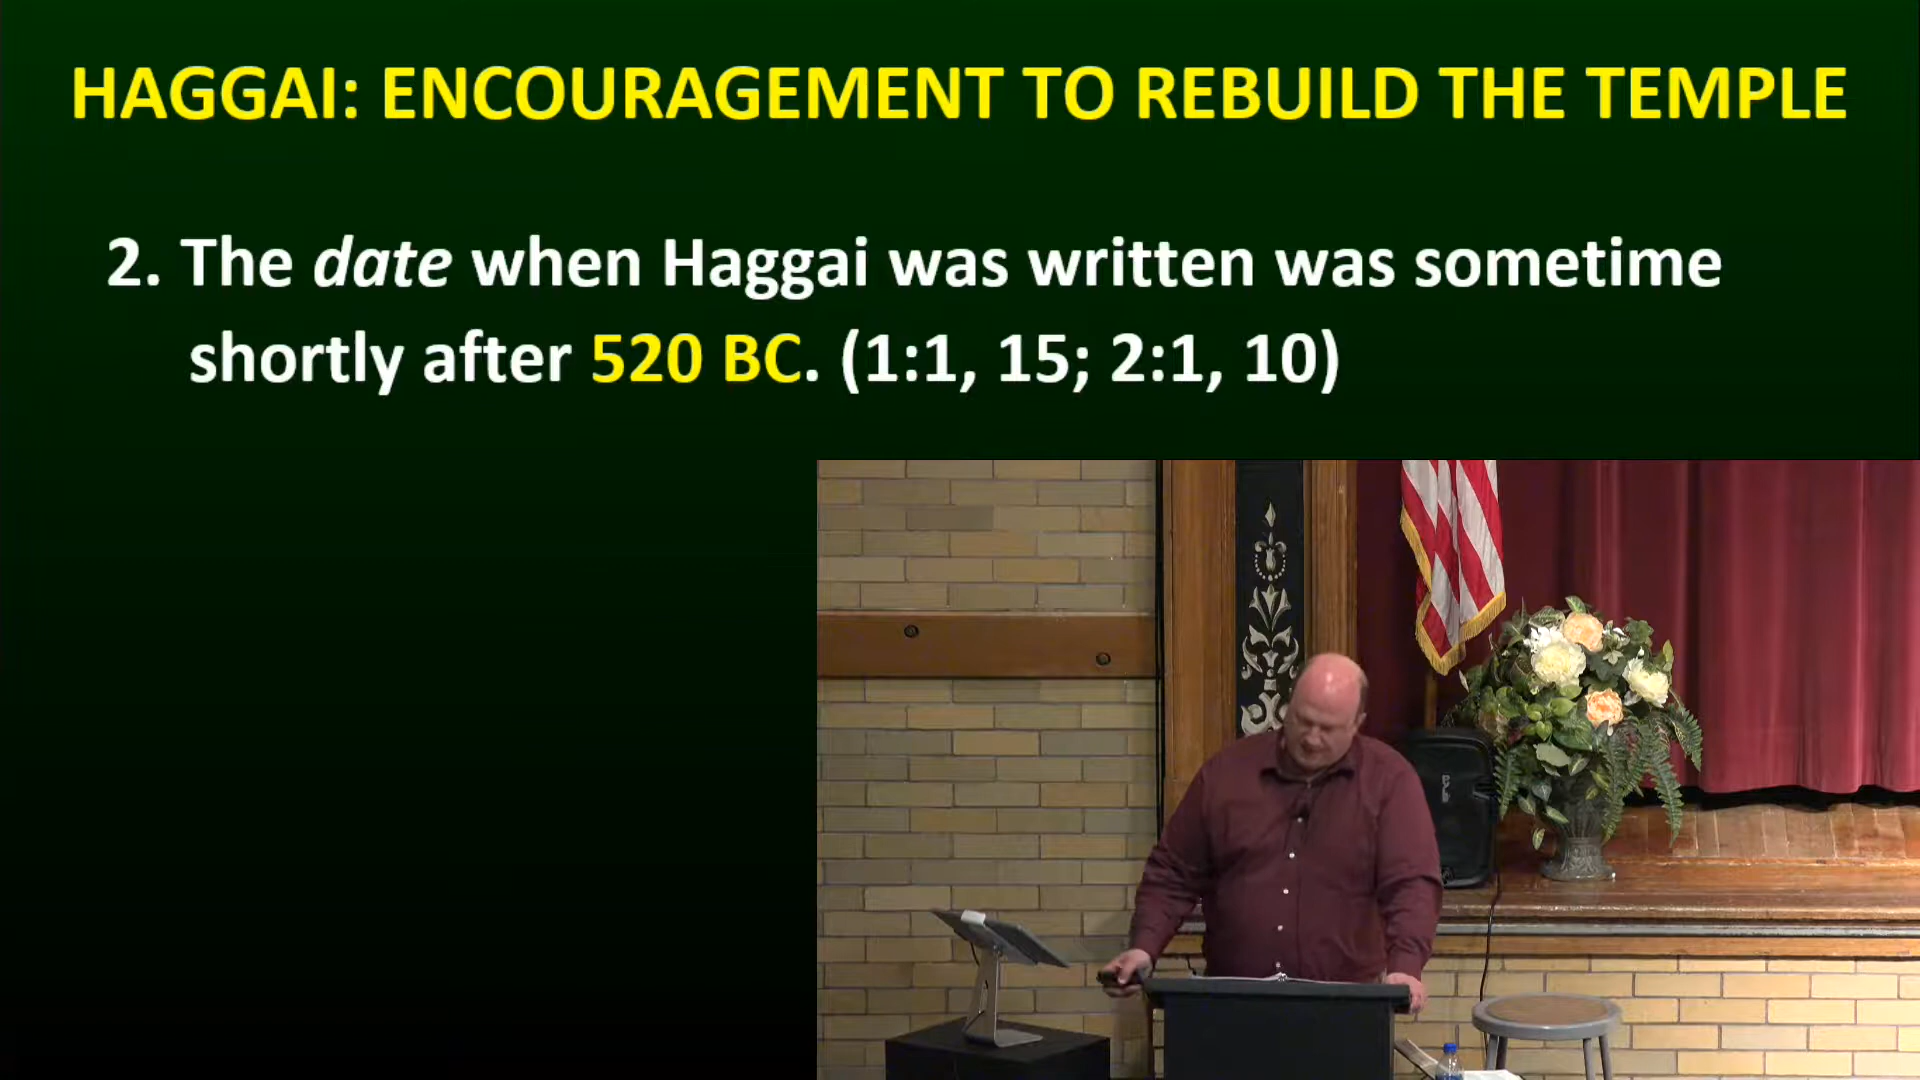 HAGGAI: ENCOURAGEMENT TO REBUILD THE TEMPLE
2. The date when Haggai was written was sometime
shortly after 520 BC. (1:1, 15; 2:1, 10)
PYLE